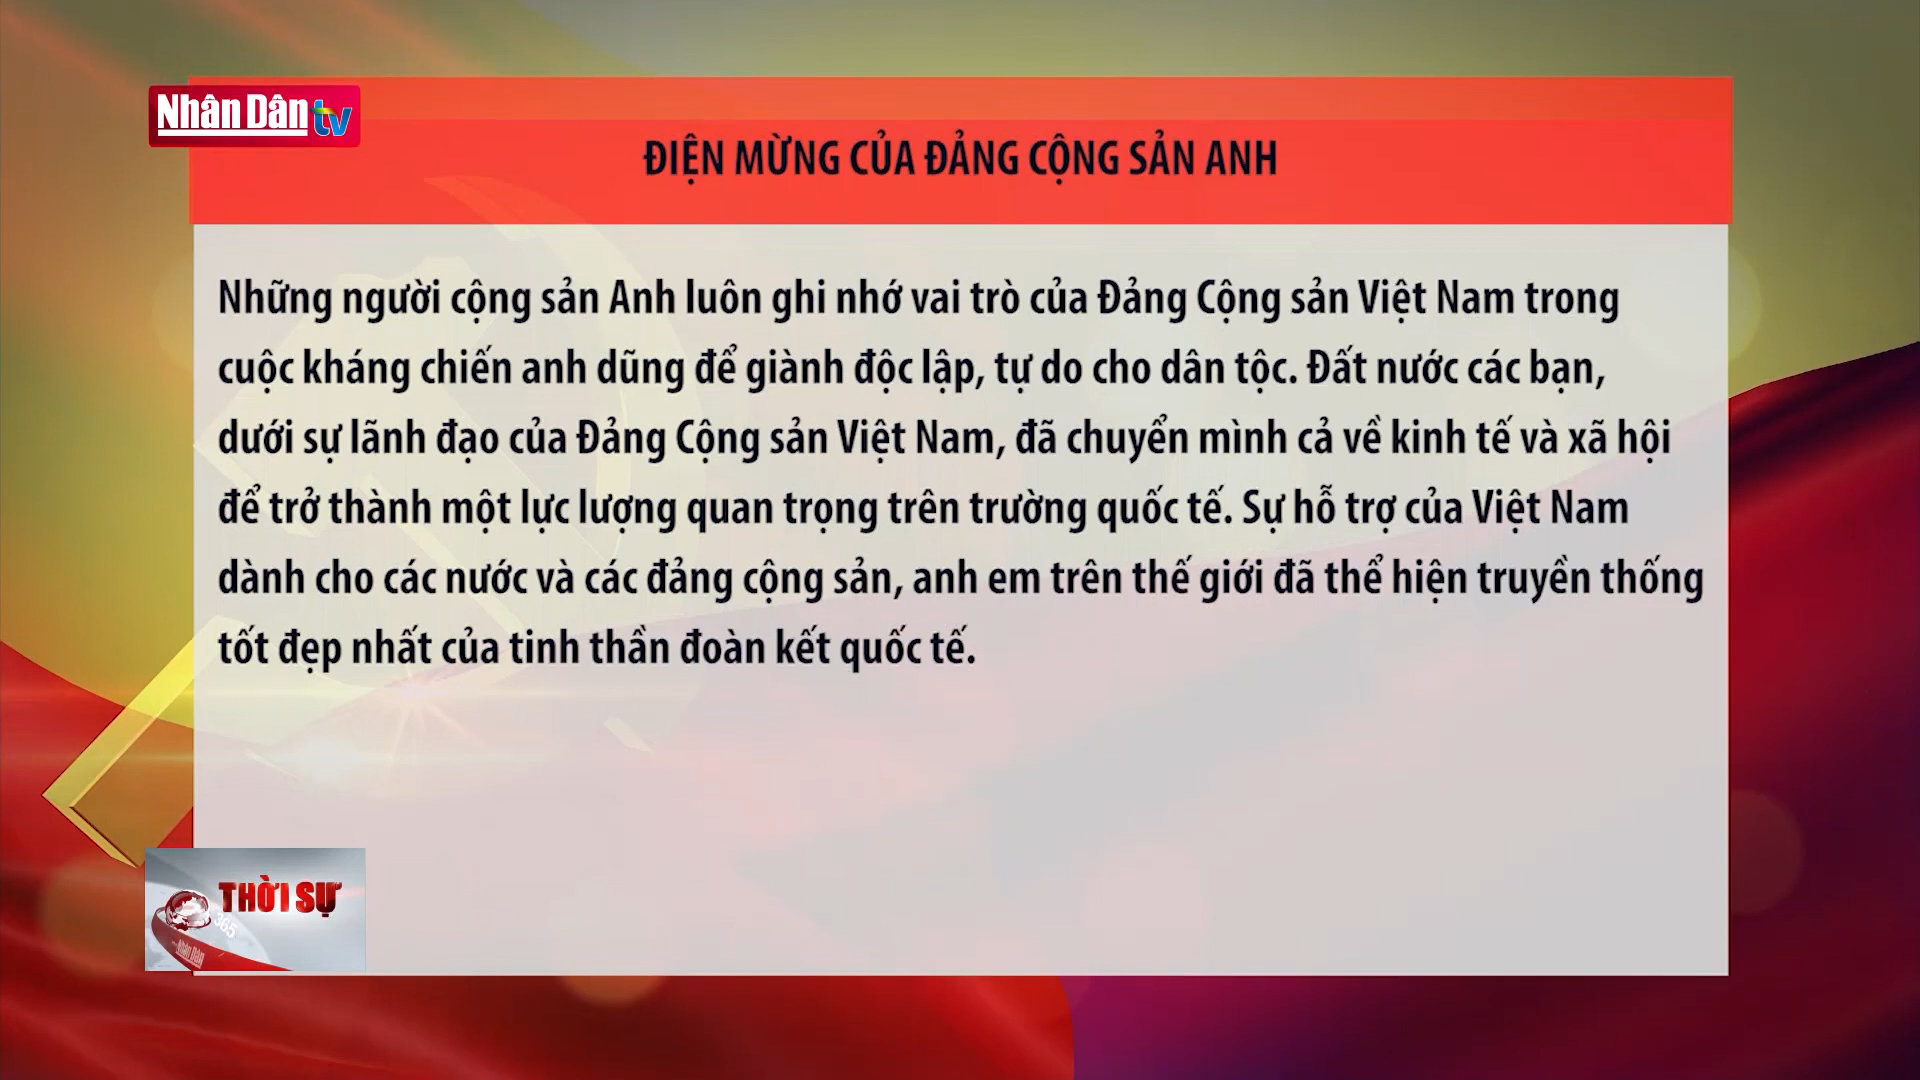 Nhân Dân tv
ĐIỆN MỪNG CỦA ĐẢNG CỘNG SẢN ANH
Những người cộng sản Anh luôn ghi nhớ vai trò của Đảng Cộng sản Việt Nam trong
cuộc kháng chiến anh dũng để giành độc lập, tự do cho dân tộc. Đất nước các bạn,
dưới sự lãnh đạo của Đảng Cộng sản Việt Nam, đã chuyển mình cả về kinh tế và xã hội
để trở thành một lực lượng quan trọng trên trường quốc tế. Sự hỗ trợ của Việt Nam
dành cho các nước và các đảng cộng sản, anh em trên thế giới đã thể hiện truyền thống
tốt đẹp nhất của tinh thần đoàn kết quốc tế.
THỜI SỰ
365
Nhân Dân